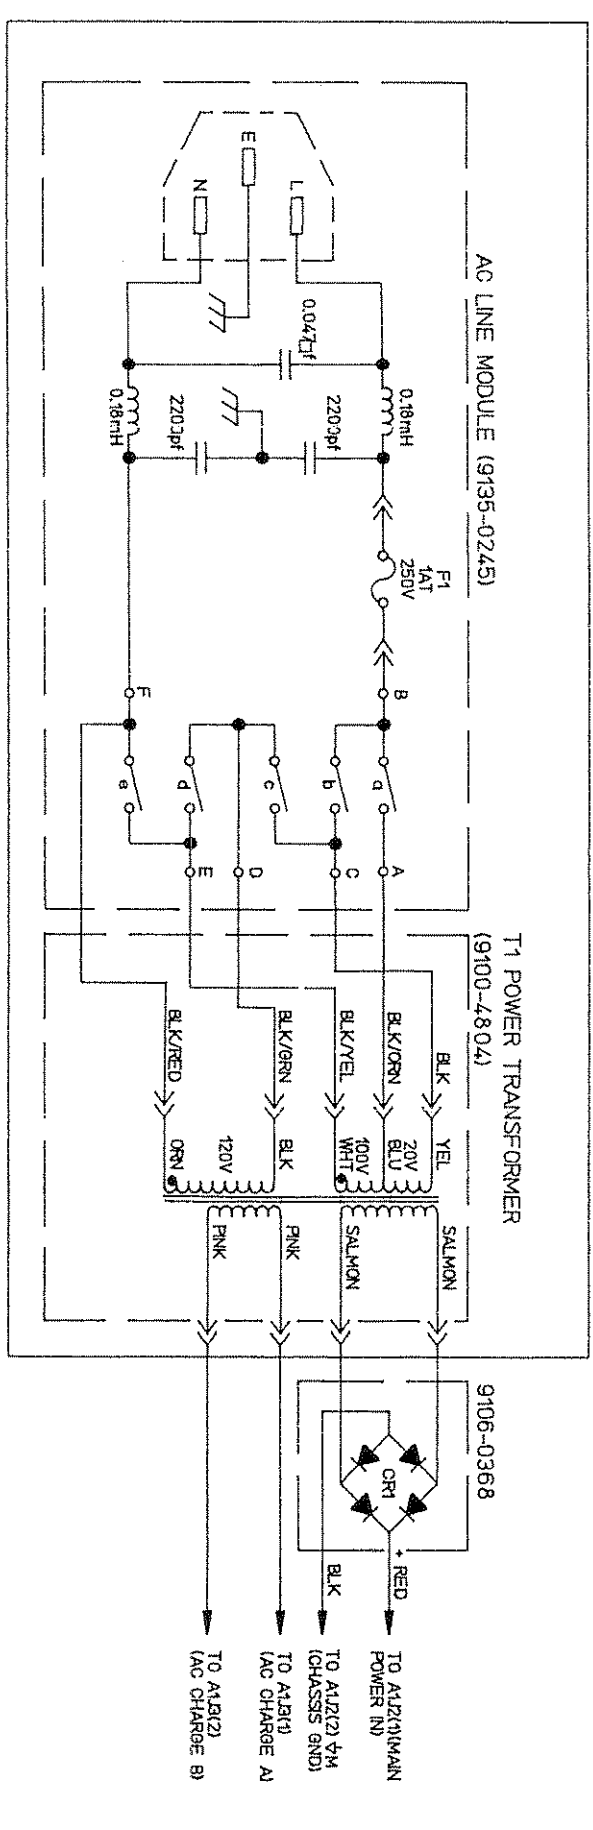 AC LINE MODULE (9135-0245)
L
E
N
0.047µf
0.18mH
2200pf
2200pf
0.18mH
F1
1AT
250V
B
F
a
b
c
d
e
A
C
D
E
T1 POWER TRANSFORMER
(9100-4804)
BLK
BLK/ORN
BLK/YEL
BLK/GRN
BLK/RED
YEL
20V
BLU
100V
WHT
BLK
120V
ORN
SALMON
SALMON
PINK
PINK
9106-0368
CR1
+ RED
BLK
TO A1J2(1)(MAIN
POWER IN)
TO A1J2(2) M
(CHASSIS GND)
TO A1J3(1)
(AC CHARGE A)
TO A1J3(2)
(AC CHARGE B)